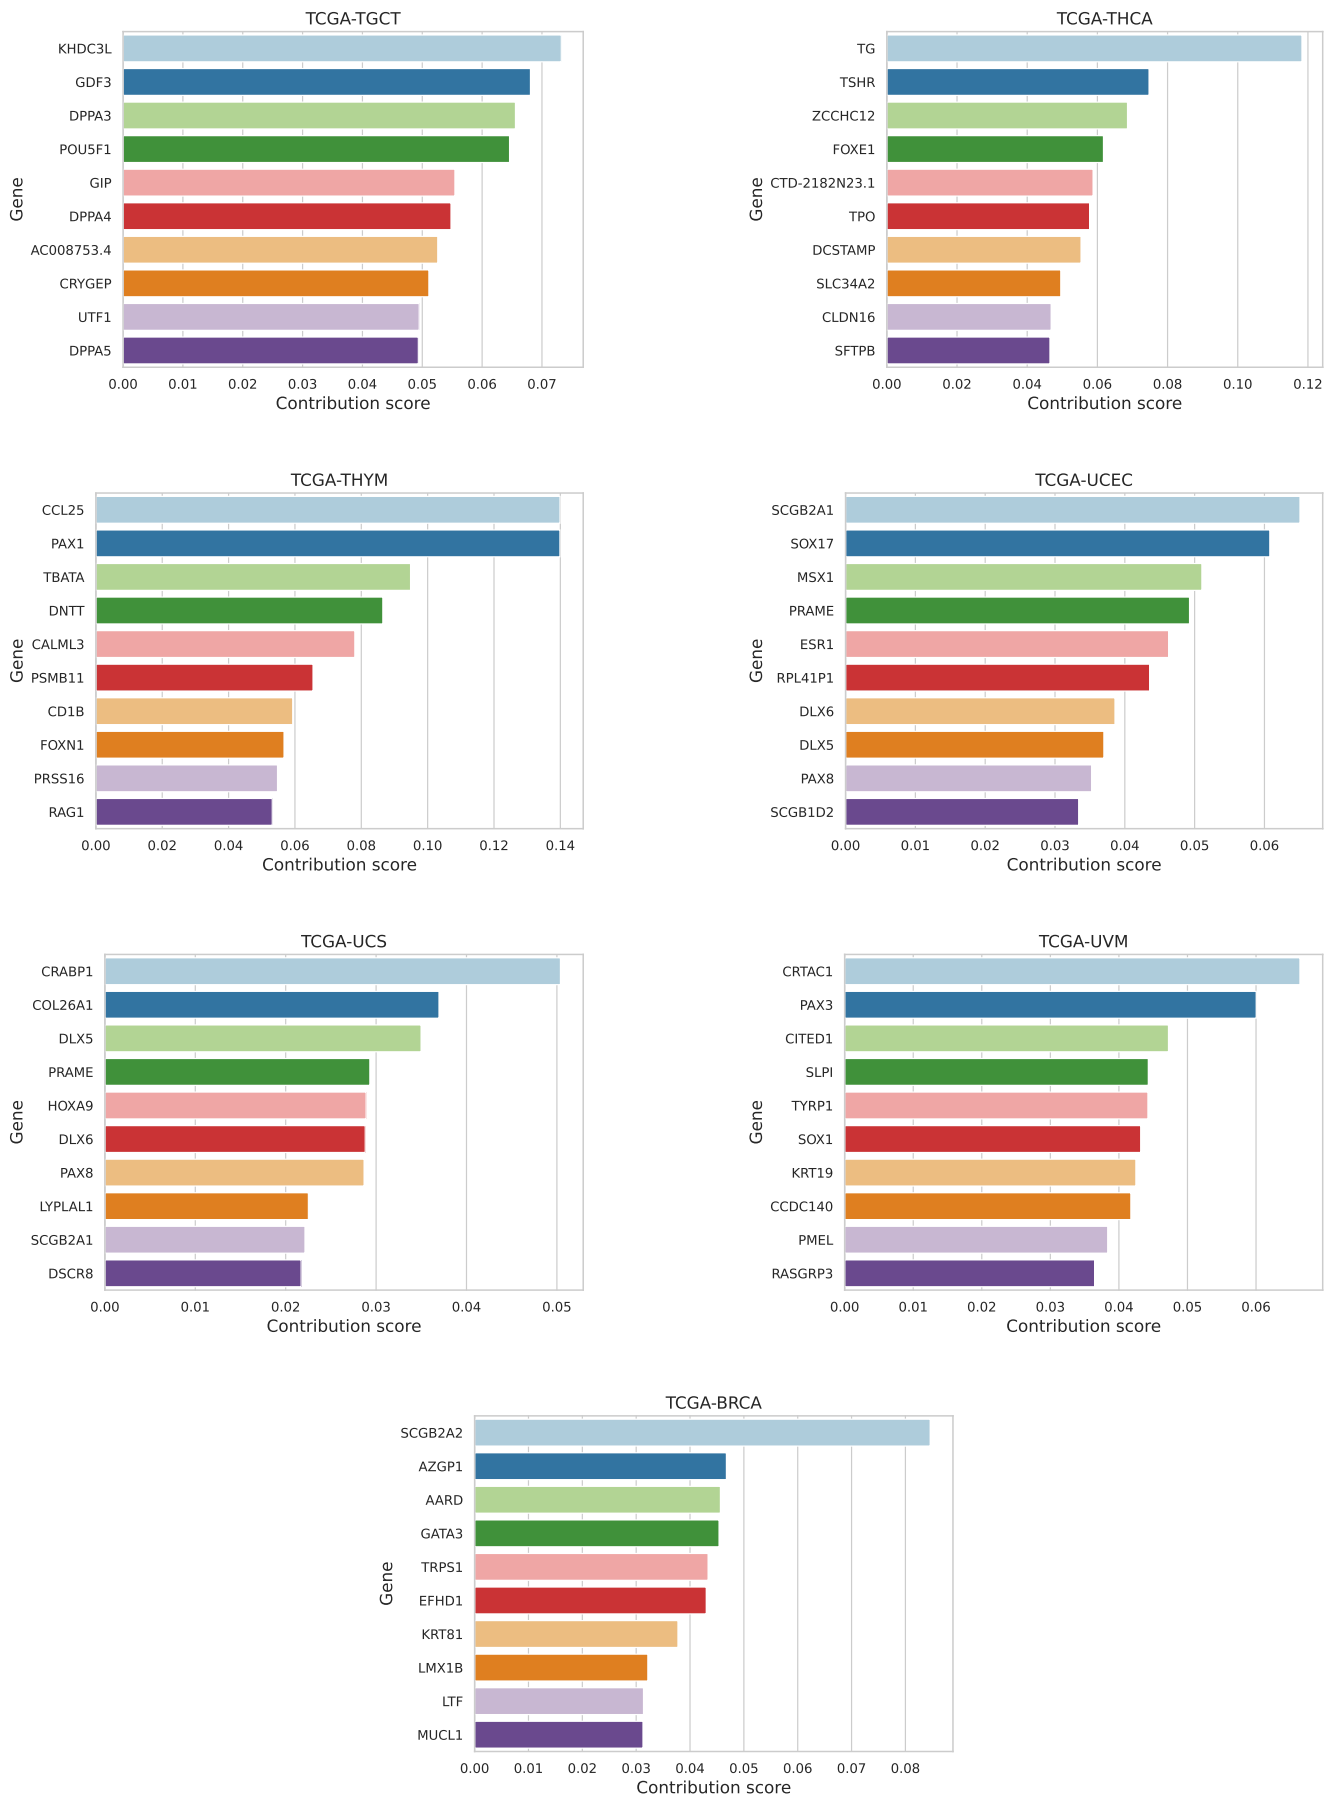 TCGA-TGCT
Gene
KHDC3L
GDF3
DPPA3
POU5F1
GIP
DPPA4
AC008753.4
CRYGEP
UTF1
DPPA5
0.00 0.01 0.02 0.03 0.04 0.05 0.06 0.07
Contribution score
TCGA-THCA
Gene
TG
TSHR
ZCCHC12
FOXE1
CTD-2182N23.1
TPO
DCSTAMP
SLC34A2
CLDN16
SFTPB
0.00 0.02 0.04 0.06 0.08 0.10 0.12
Contribution score
TCGA-THYM
Gene
CCL25
PAX1
TBATA
DNTT
CALML3
PSMB11
CD1B
FOXN1
PRSS16
RAG1
0.00 0.02 0.04 0.06 0.08 0.10 0.12 0.14
Contribution score
TCGA-UCEC
Gene
SCGB2A1
SOX17
MSX1
PRAME
ESR1
RPL41P1
DLX6
DLX5
PAX8
SCGB1D2
0.00 0.01 0.02 0.03 0.04 0.05 0.06
Contribution score
TCGA-UCS
Gene
CRABP1
COL26A1
DLX5
PRAME
HOXA9
DLX6
PAX8
LYPLAL1
SCGB2A1
DSCR8
0.00 0.01 0.02 0.03 0.04 0.05
Contribution score
TCGA-UVM
Gene
CRTAC1
PAX3
CITED1
SLPI
TYRP1
SOX1
KRT19
CCDC140
PMEL
RASGRP3
0.00 0.01 0.02 0.03 0.04 0.05 0.06
Contribution score
TCGA-BRCA
Gene
SCGB2A2
AZGP1
AARD
GATA3
TRPS1
EFHD1
KRT81
LMX1B
LTF
MUCL1
0.00 0.01 0.02 0.03 0.04 0.05 0.06 0.07 0.08
Contribution score